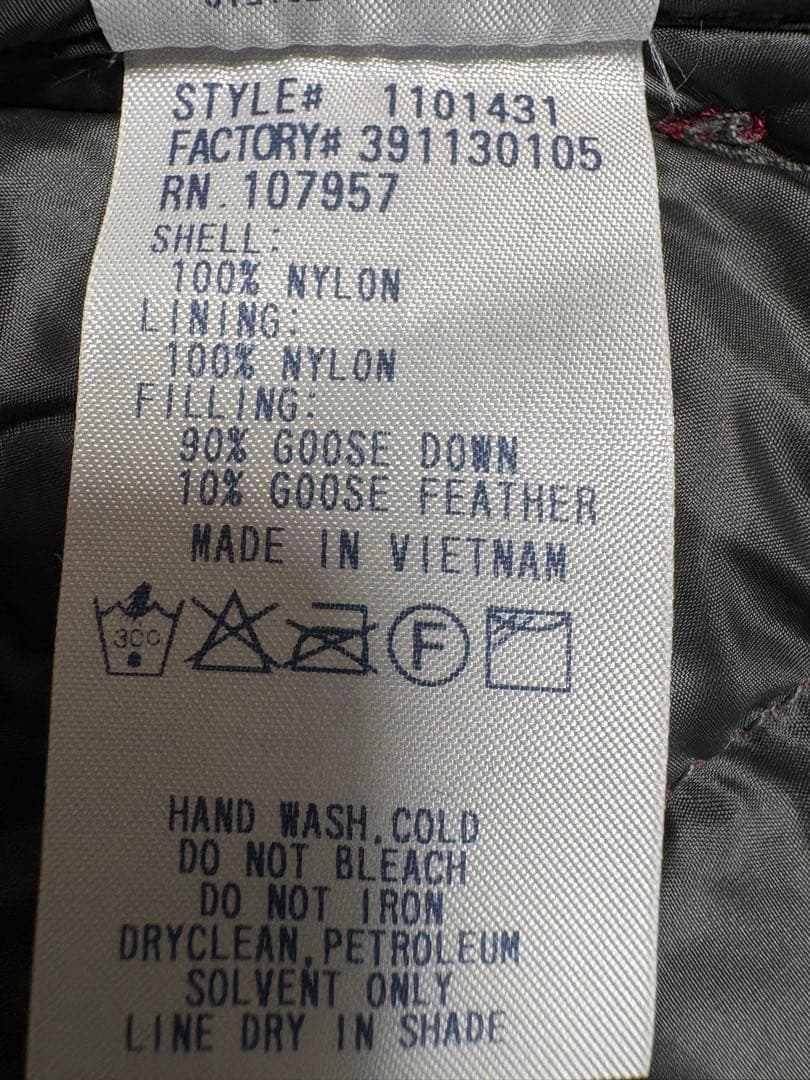 STYLE# 1101431
FACTORY# 391130105
RN. 107957
SHELL:
100% NYLON
LINING:
100% NYLON
FILLING:
90% GOOSE DOWN
10% GOOSE FEATHER
MADE IN VIETNAM
30C F
HAND WASH,COLD
DO NOT BLEACH
DO NOT IRON
DRYCLEAN,PETROLEUM
SOLVENT ONLY
LINE DRY IN SHADE